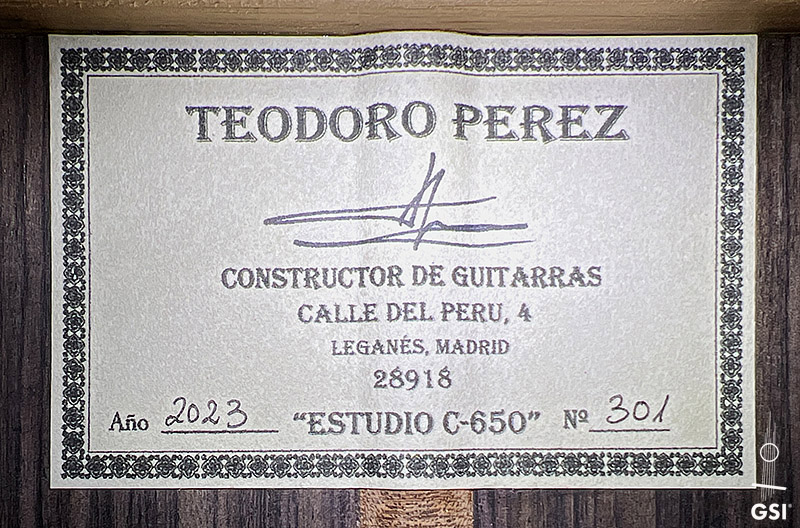 TEODORO PEREZ
CONSTRUCTOR DE GUITARRAS
CALLE DEL PERU, 4
LEGANÉS, MADRID
28918
Año 2023 "ESTUDIO C-650" Nº 301
GSI